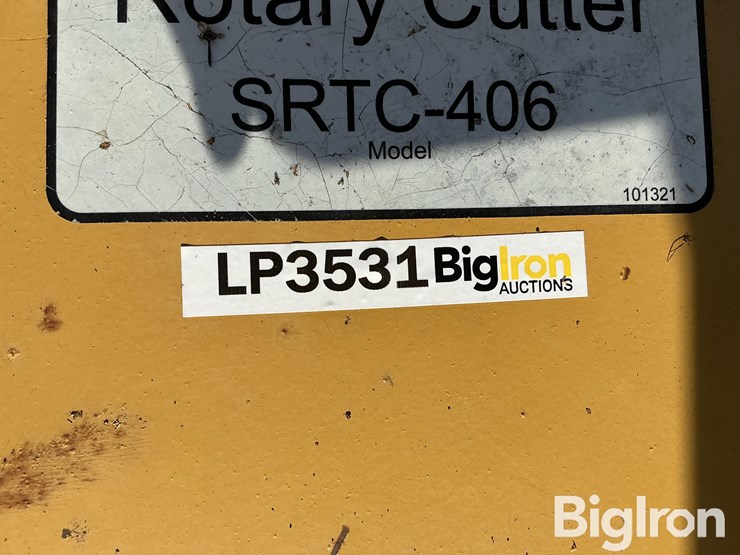 Rotary Cutter
SRTC-406
Model
101321
LP3531 BigIron
AUCTIONS
BigIron